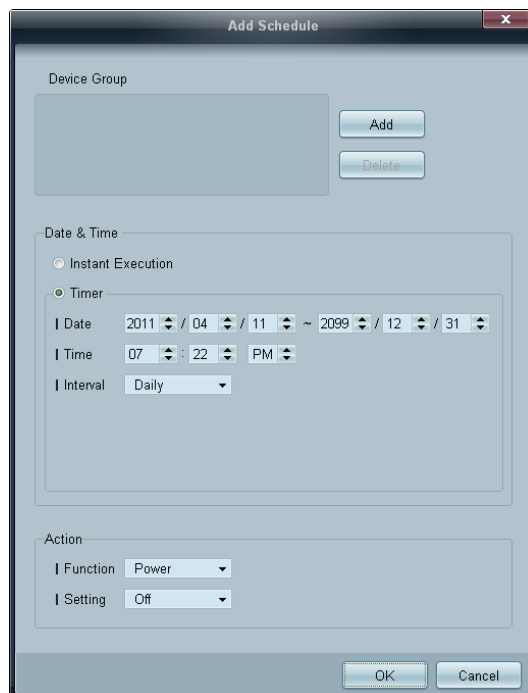 Add Schedule
x
Device Group
Add
Delete
Date & Time
Instant Execution
Timer
Date 2011 / 04 / 11 ~ 2099 / 12 / 31
Time 07 : 22 PM
Interval Daily
Action
Function Power
Setting Off
OK Cancel